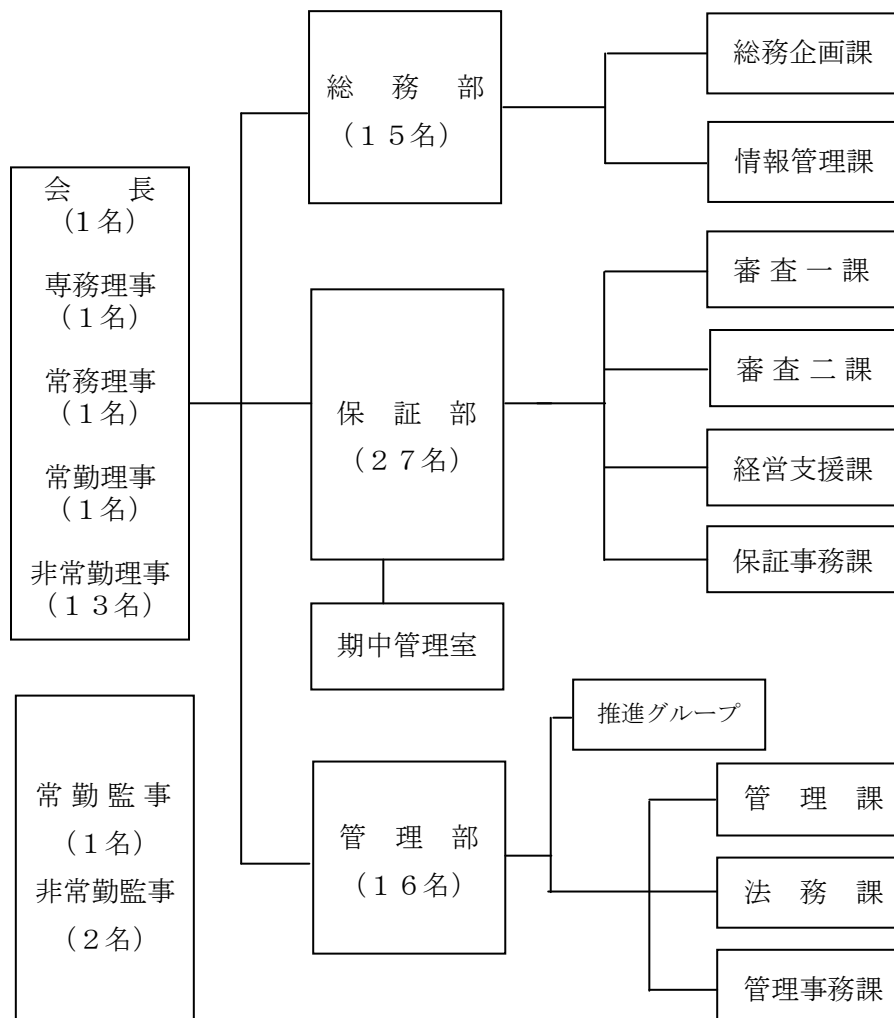 会　　長
（1名）
専務理事
（1名）
常務理事
（1名）
常勤理事
（1名）
非常勤理事
（１３名）
常 勤 監 事
（１名）
非常勤監事
（２名）
総　務　部
（１５名）
総務企画課
情報管理課
保　証　部
（２７名）
審 査 一 課
審 査 二 課
経営支援課
保証事務課
期中管理室
管　理　部
（１６名）
推進グループ
管　理　課
法　務　課
管理事務課